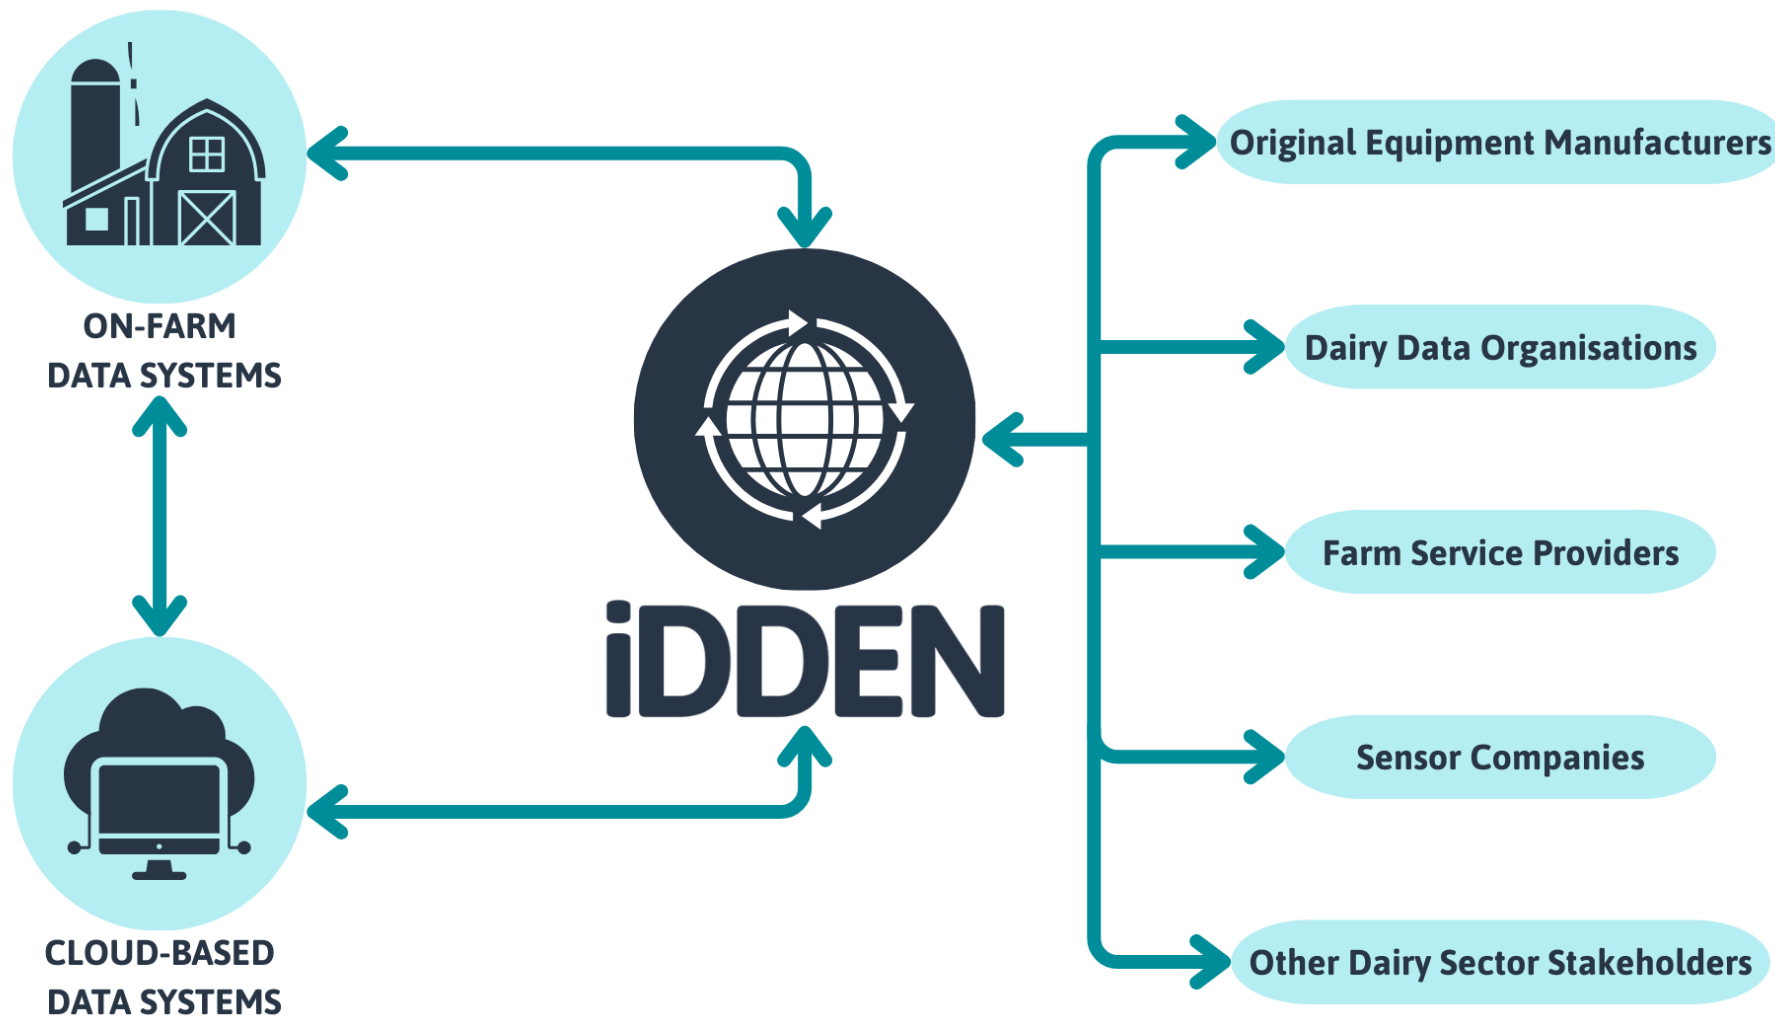 ON-FARM
DATA SYSTEMS
CLOUD-BASED
DATA SYSTEMS
iDDEN
Original Equipment Manufacturers
Dairy Data Organisations
Farm Service Providers
Sensor Companies
Other Dairy Sector Stakeholders